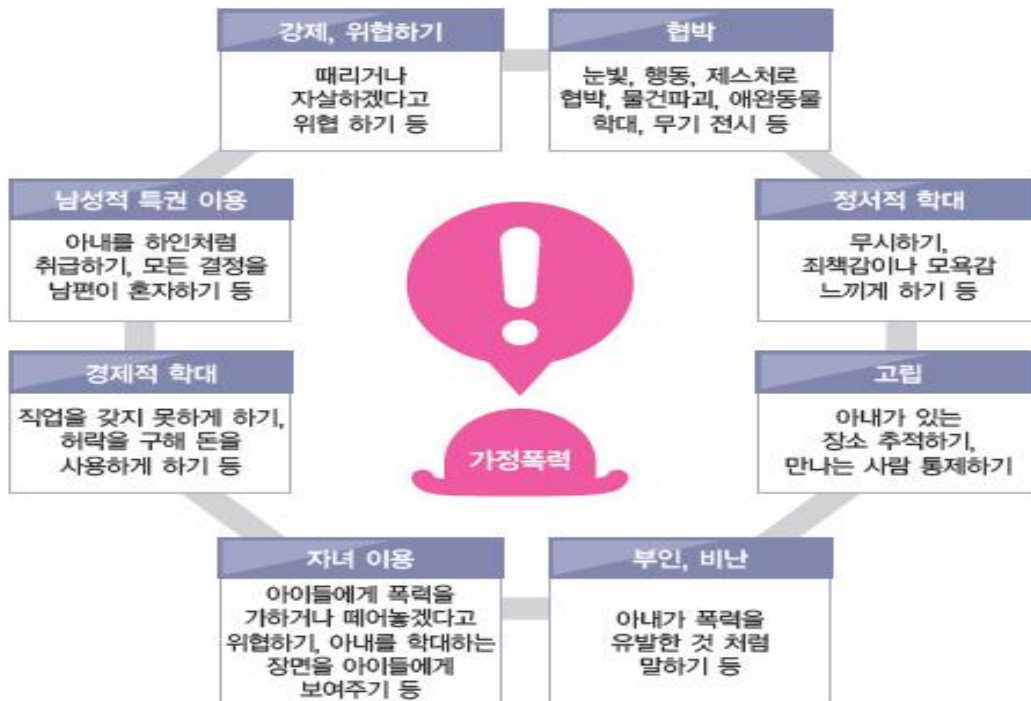 강제, 위협하기
때리거나
자살하겠다고
위협 하기 등
협박
눈빛, 행동, 제스처로
협박, 물건파괴, 애완동물
학대, 무기 전시 등
남성적 특권 이용
아내를 하인처럼
취급하기, 모든 결정을
남편이 혼자하기 등
정서적 학대
무시하기,
죄책감이나 모욕감
느끼게 하기 등
경제적 학대
직업을 갖지 못하게 하기,
허락을 구해 돈을
사용하게 하기 등
고립
아내가 있는
장소 추적하기,
만나는 사람 통제하기
가정폭력
자녀 이용
아이들에게 폭력을
가하거나 떼어놓겠다고
위협하기, 아내를 학대하는
장면을 아이들에게
보여주기 등
부인, 비난
아내가 폭력을
유발한 것 처럼
말하기 등